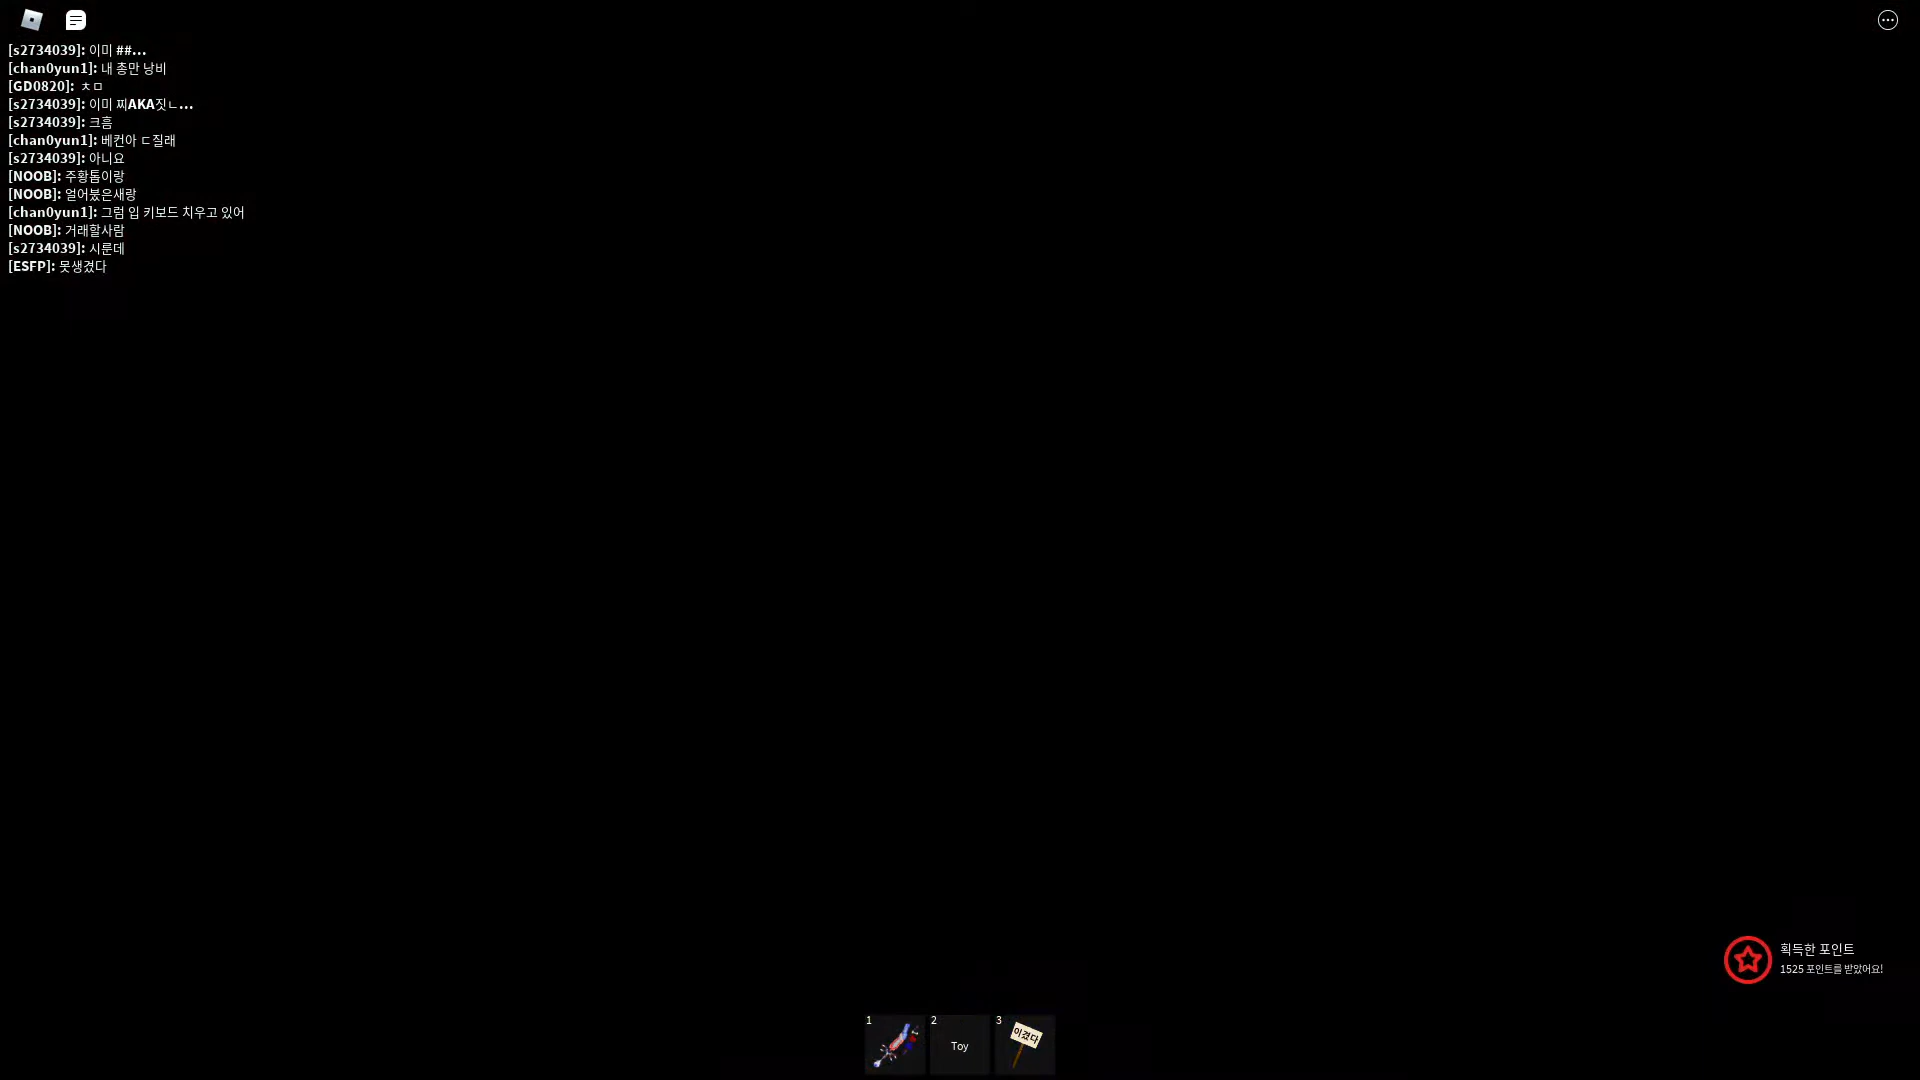 [s2734039]: 이미 ##...
[chan0yun1]: 내 총만 낭비
[GD0820]: ㅊㅁ
[s2734039]: 이미 찌AKA짓ㄴ...
[s2734039]: 크흠
[chan0yun1]: 베컨아 ㄷ질래
[s2734039]: 아니요
[NOOB]: 주황톱이랑
[NOOB]: 얼어붔은새랑
[chan0yun1]: 그럼 입 키보드 치우고 있어
[NOOB]: 거래할사람
[s2734039]: 시룬데
[ESFP]: 못생겼다
획득한 포인트
1525 포인트를 받았어요!
1 2 3
Toy
이겼다